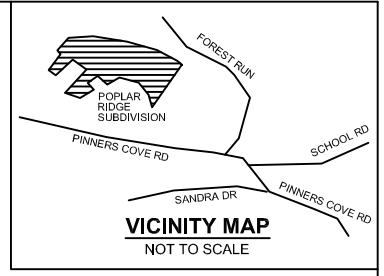 FOREST RUN
POPLAR
RIDGE
SUBDIVISION
PINNERS COVE RD
SCHOOL RD
SANDRA DR
PINNERS COVE RD
VICINITY MAP
NOT TO SCALE